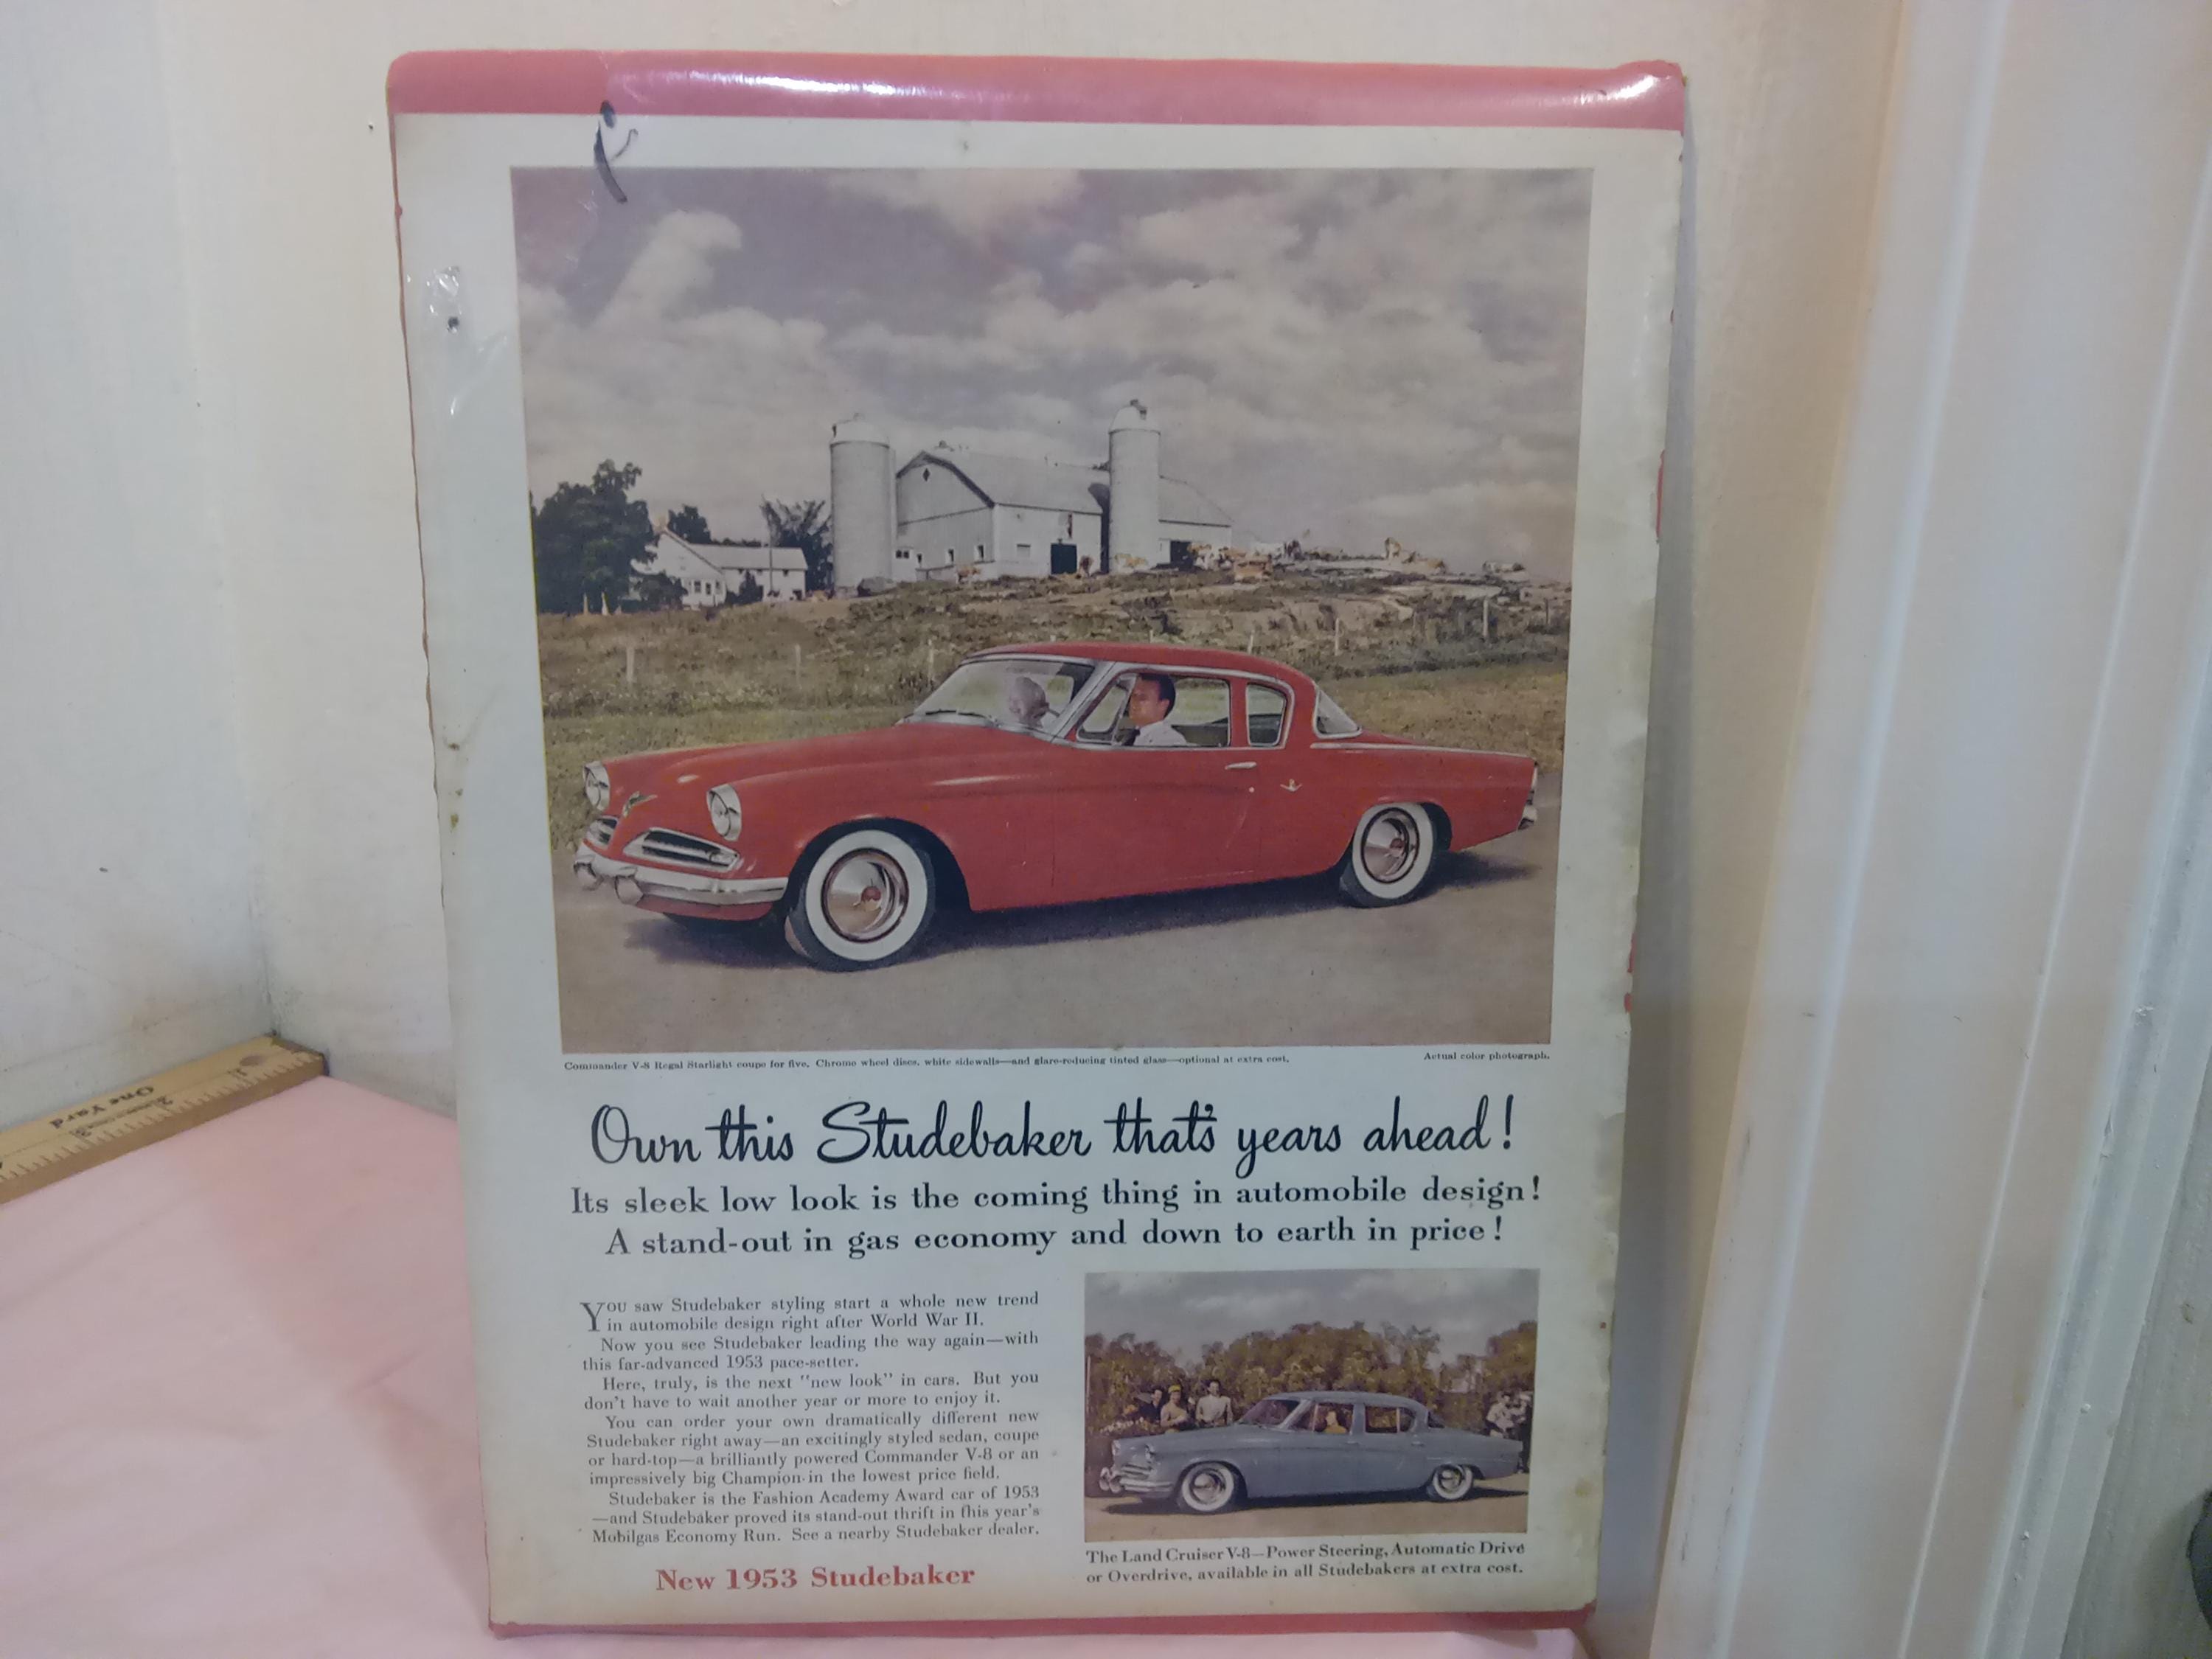 Commander V-8 Regal Starlight coupe for five. Chrome wheel discs, white sidewalls—and glare-reducing tinted glass—optional at extra cost.
Actual color photograph.
Own this Studebaker that's years ahead!
Its sleek low look is the coming thing in automobile design!
A stand-out in gas economy and down to earth in price!
You saw Studebaker styling start a whole new trend
in automobile design right after World War II.
Now you see Studebaker leading the way again—with
this far-advanced 1953 pace-setter.
Here, truly, is the next "new look" in cars. But you
don't have to wait another year or more to enjoy it.
You can order your own dramatically different new
Studebaker right away—an excitingly styled sedan, coupe
or hard-top—a brilliantly powered Commander V-8 or an
impressively big Champion in the lowest price field.
Studebaker is the Fashion Academy Award car of 1953
—and Studebaker proved its stand-out thrift in this year's
Mobilgas Economy Run. See a nearby Studebaker dealer.
New 1953 Studebaker
The Land Cruiser V-8—Power Steering, Automatic Drive
or Overdrive, available in all Studebakers at extra cost.
One Yard